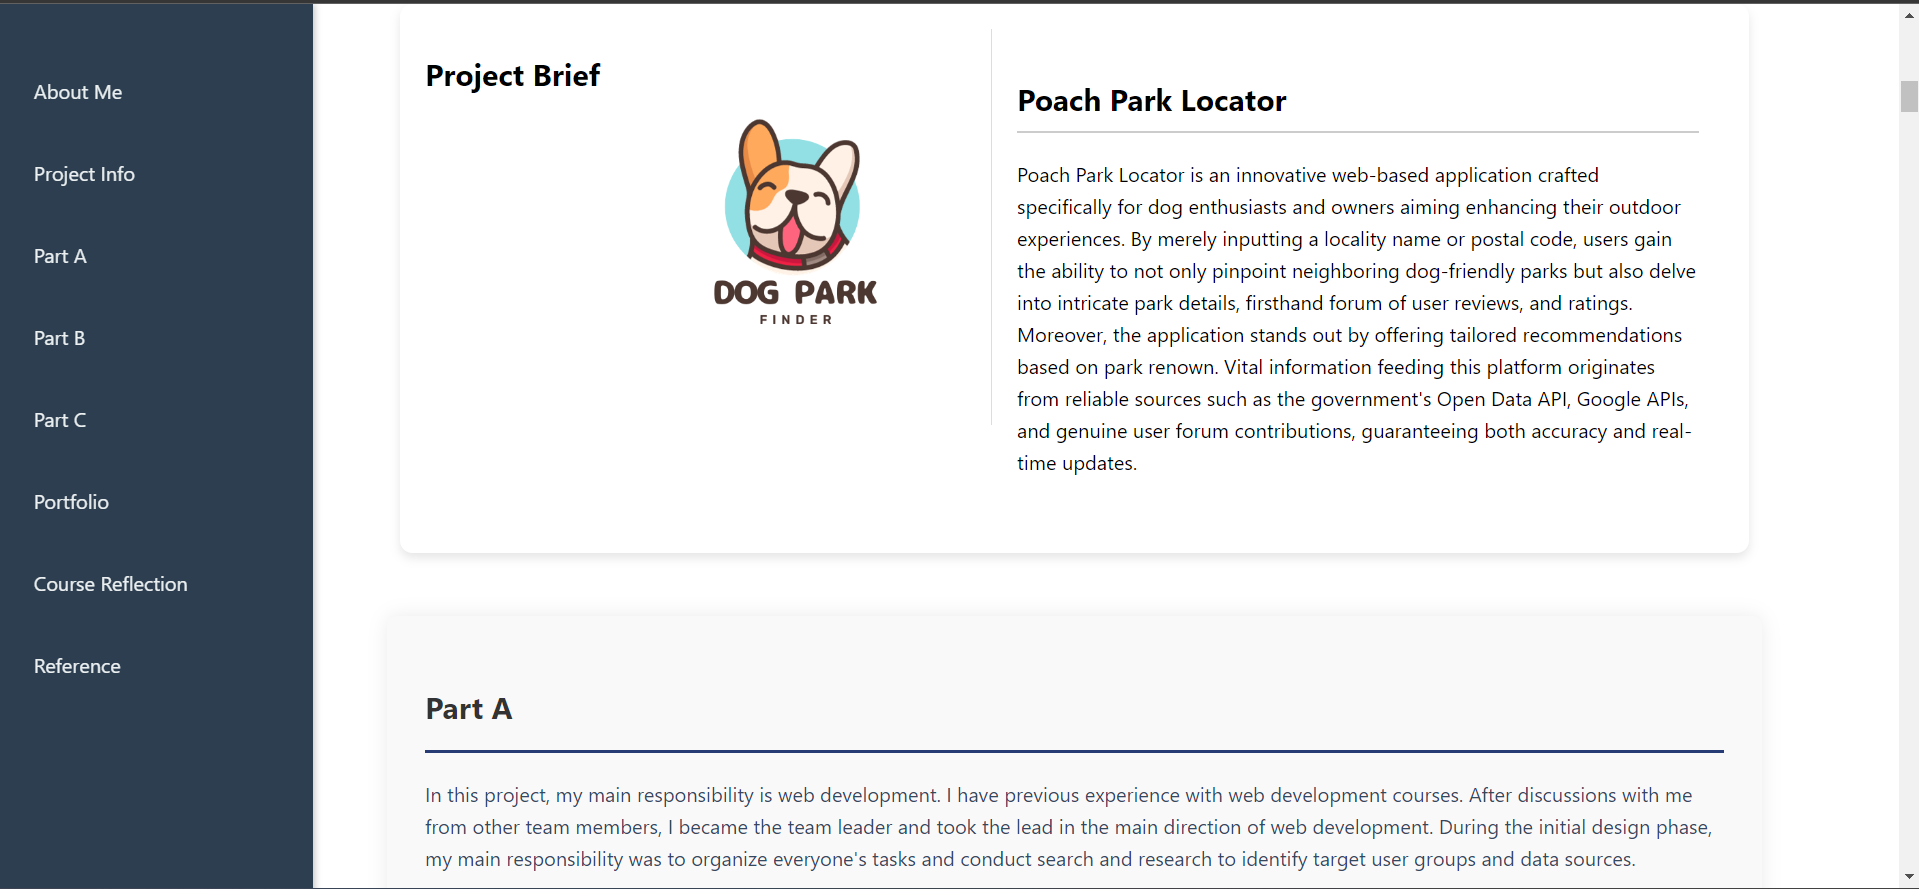 About Me
Project Info
Part A
Part B
Part C
Portfolio
Course Reflection
Reference
Project Brief
DOG PARK
FINDER
Poach Park Locator
Poach Park Locator is an innovative web-based application crafted
specifically for dog enthusiasts and owners aiming enhancing their outdoor
experiences. By merely inputting a locality name or postal code, users gain
the ability to not only pinpoint neighboring dog-friendly parks but also delve
into intricate park details, firsthand forum of user reviews, and ratings.
Moreover, the application stands out by offering tailored recommendations
based on park renown. Vital information feeding this platform originates
from reliable sources such as the government's Open Data API, Google APIs,
and genuine user forum contributions, guaranteeing both accuracy and real-
time updates.
Part A
In this project, my main responsibility is web development. I have previous experience with web development courses. After discussions with me
from other team members, I became the team leader and took the lead in the main direction of web development. During the initial design phase,
my main responsibility was to organize everyone's tasks and conduct search and research to identify target user groups and data sources.